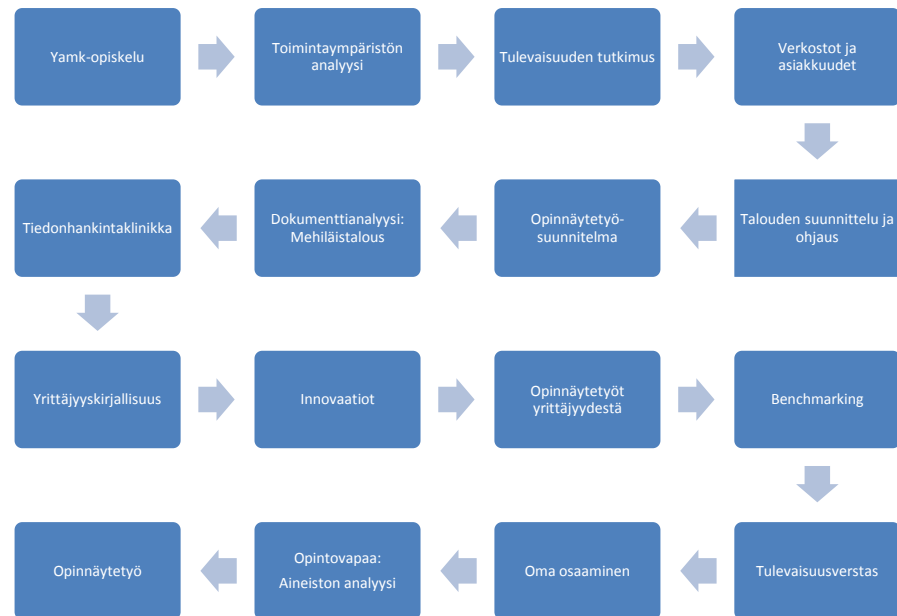 Yamk-opiskelu
Toimintaympäristön
analyysi
Tulevaisuuden tutkimus
Verkostot ja
asiakkuudet
Talouden suunnittelu ja
ohjaus
Opinnäytetyö-
suunnitelma
Dokumenttianalyysi:
Mehiläistalous
Tiedonhankintaklinikka
Yrittäjyyskirjallisuus
Innovaatiot
Opinnäytetyöt
yrittäjyydestä
Benchmarking
Tulevaisuusverstas
Oma osaaminen
Opintovapaa:
Aineiston analyysi
Opinnäytetyö